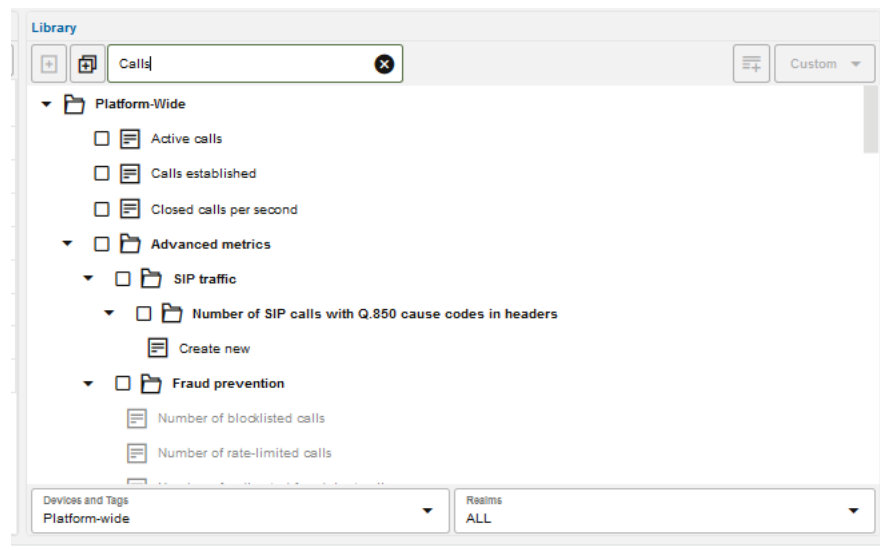 Library
Calls
Custom
Platform-Wide
Active calls
Calls established
Closed calls per second
Advanced metrics
SIP traffic
Number of SIP calls with Q.850 cause codes in headers
Create new
Fraud prevention
Number of blocklisted calls
Number of rate-limited calls
Devices and Tags
Platform-wide
Realms
ALL